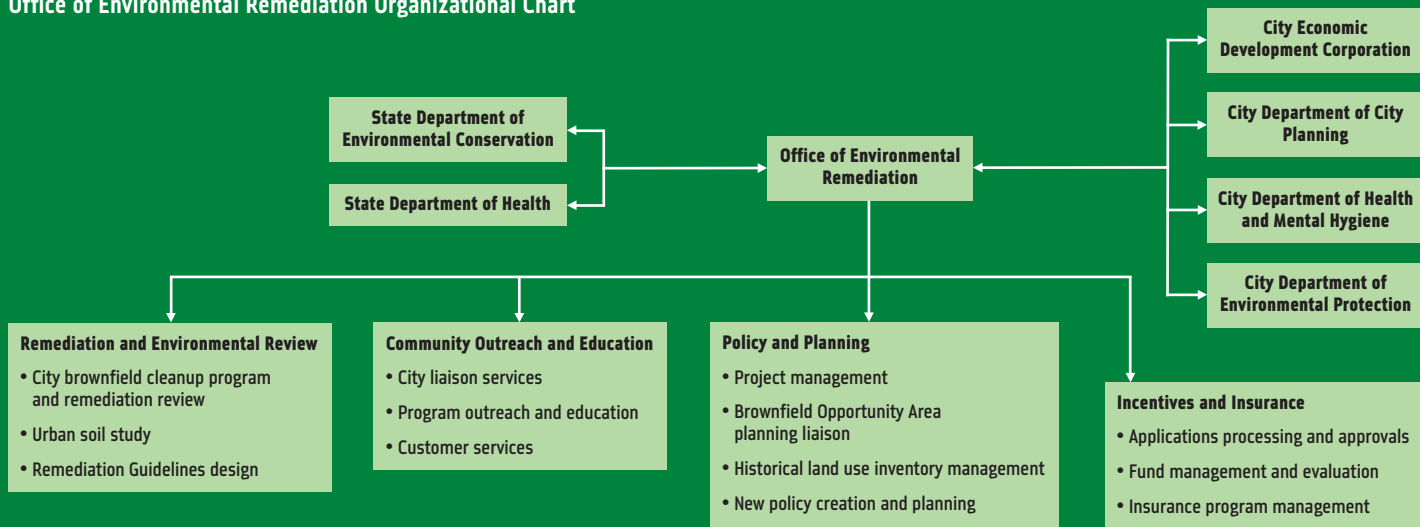 Office of Environmental Remediation Organizational Chart
City Economic
Development Corporation
State Department of
Environmental Conservation
City Department of City
Planning
Office of Environmental
Remediation
State Department of Health
City Department of Health
and Mental Hygiene
City Department of
Environmental Protection
Remediation and Environmental Review
• City brownfield cleanup program
and remediation review
• Urban soil study
• Remediation Guidelines design
Community Outreach and Education
• City liaison services
• Program outreach and education
• Customer services
Policy and Planning
• Project management
• Brownfield Opportunity Area
planning liaison
• Historical land use inventory management
• New policy creation and planning
Incentives and Insurance
• Applications processing and approvals
• Fund management and evaluation
• Insurance program management